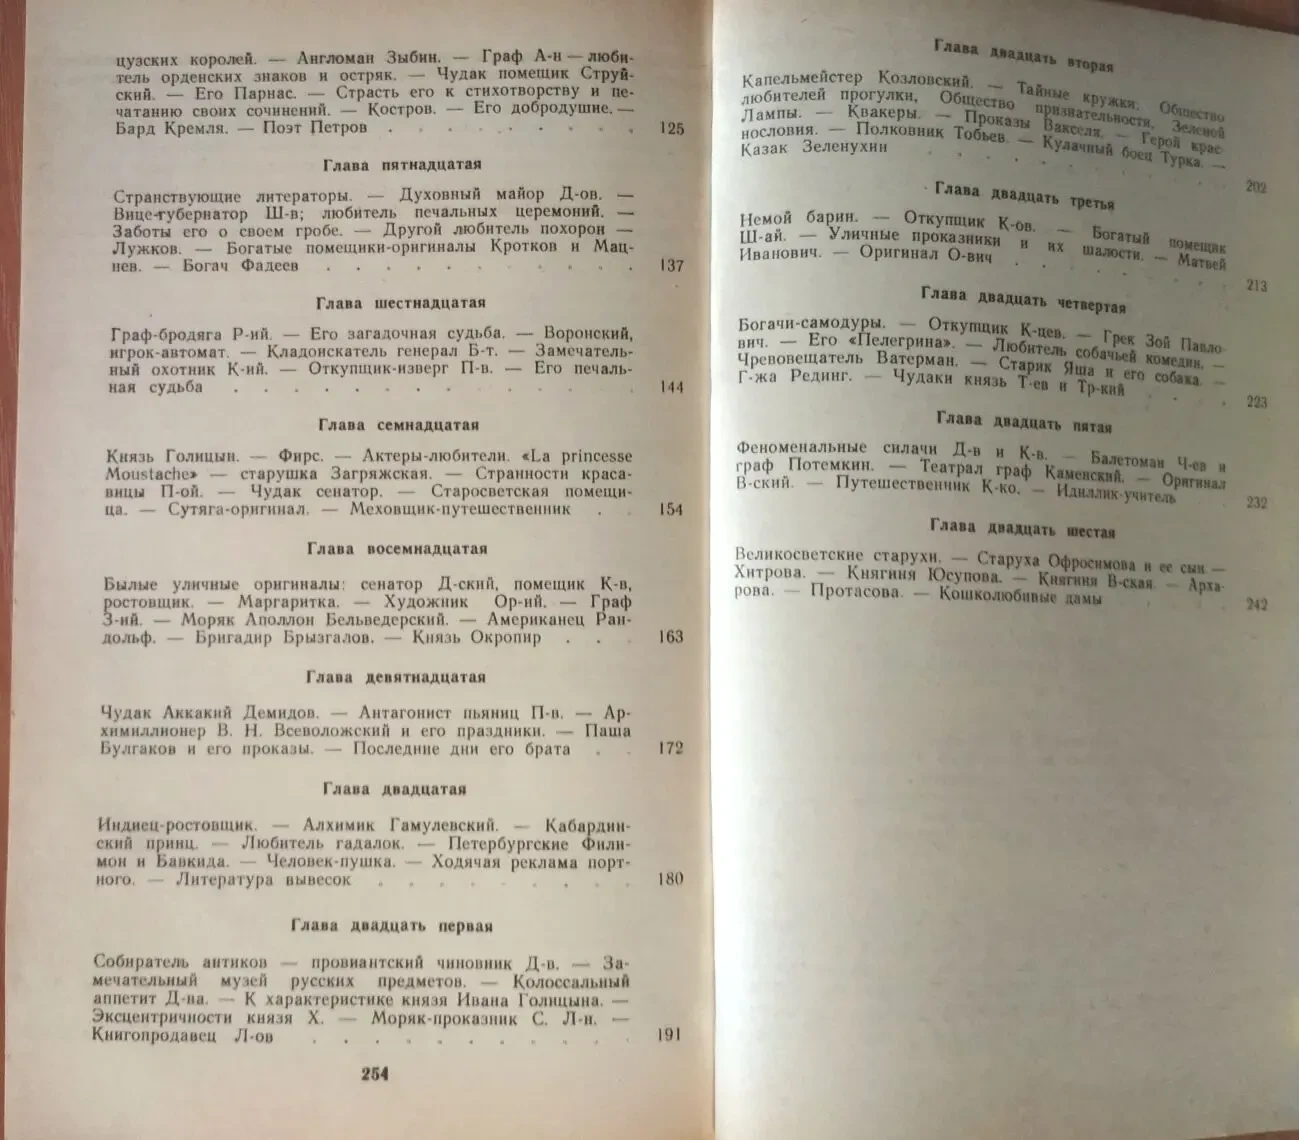 цузских королей. — Англоман Зыбин. — Граф А-н — люби-
тель орденских знаков и остряк. — Чудак помещик Струй-
ский. — Его Парнас. — Страсть его к стихотворству и пе-
чатанию своих сочинений. — Костров. — Его добродушие. —
Бард Кремля. — Поэт Петров . . . . . . . . . 125
Глава пятнадцатая
Странствующие литераторы. — Духовный майор Д-ов. —
Вице-губернатор Ш-в; любитель печальных церемоний. —
Заботы его о своем гробе. — Другой любитель похорон —
Лужков. — Богатые помещики-оригиналы Кротков и Мац-
нев. — Богач Фадеев . . . . . . . . . . . 137
Глава шестнадцатая
Граф-бродяга Р-ий. — Его загадочная судьба. — Воронский,
игрок-автомат. — Кладоискатель генерал Б-т. — Замечатель-
ный охотник К-ий. — Откупщик-изверг П-в. — Его печаль-
ная судьба . . . . . . . . . . . . 144
Глава семнадцатая
Князь Голицын. — Фирс. — Актеры-любители. «La princesse
Moustache» — старушка Загряжская. — Странности краса-
вицы П-ой. — Чудак сенатор. — Старосветская помещи-
ца. — Сутяга-оригинал. — Меховщик-путешественник . . 154
Глава восемнадцатая
Былые уличные оригиналы: сенатор Д-ский, помещик К-в,
ростовщик. — Маргаритка. — Художник Ор-ий. — Граф
З-ий. — Моряк Аполлон Бельведерский. — Американец Ран-
дольф. — Бригадир Брызгалов. — Князь Окропир . . . 163
Глава девятнадцатая
Чудак Аккакий Демидов. — Антагонист пьяниц П-в. — Ар-
химиллионер В. Н. Всеволожский и его праздники. — Паша
Булгаков и его проказы. — Последние дни его брата . . 172
Глава двадцатая
Индиец-ростовщик. — Алхимик Гамулевский. — Кабардин-
ский принц. — Любитель гадалок. — Петербургские Фили-
мон и Бавкида. — Человек-пушка. — Ходячая реклама порт-
ного. — Литература вывесок . . . . . . . . 180
Глава двадцать первая
Собиратель антиков — провиантский чиновник Д-в. — За-
мечательный музей русских предметов. — Колоссальный
аппетит Д-ва. — К характеристике князя Ивана Голицына. —
Эксцентричности князя Х. — Моряк-проказник С. Л-н. —
Книгопродавец Л-ов . . . . . . . . . . . 191
254
Глава двадцать вторая
Капельмейстер Козловский. — Тайные кружки. Общество
любителей прогулки, Общество признательности, Зеленой
Лампы. — Квакеры. — Проказы Вакселя. — Герой крас-
нословия. — Полковник Тобьев. — Кулачный боец Турка. —
Казак Зеленухин . . . . . . . . . 202
Глава двадцать третья
Немой барин. — Откупщик К-ов. — Богатый помещик
Ш-ай. — Уличные проказники и их шалости. — Матвей
Иванович. — Оригинал О-вич . . . . . . 213
Глава двадцать четвертая
Богачи-самодуры. — Откупщик К-цев. — Грек Зой Павло-
вич. — Его «Пелегрина». — Любитель собачьей комедии. —
Чревовещатель Ватерман. — Старик Яша и его собака. —
Г-жа Рединг. — Чудаки князь Т-ев и Тр-кий . . . 223
Глава двадцать пятая
Феноменальные силачи Д-в и К-в. — Балетоман Ч-ев и
граф Потемкин. — Театрал граф Каменский. — Оригинал
В-ский. — Путешественник К-ко. — Идиллик-учитель . 232
Глава двадцать шестая
Великосветские старухи. — Старуха Офросимова и ее сын. —
Хитрова. — Княгиня Юсупова. — Княгиня В-ская. — Арха-
рова. — Протасова. — Кошколюбивые дамы . . . 242